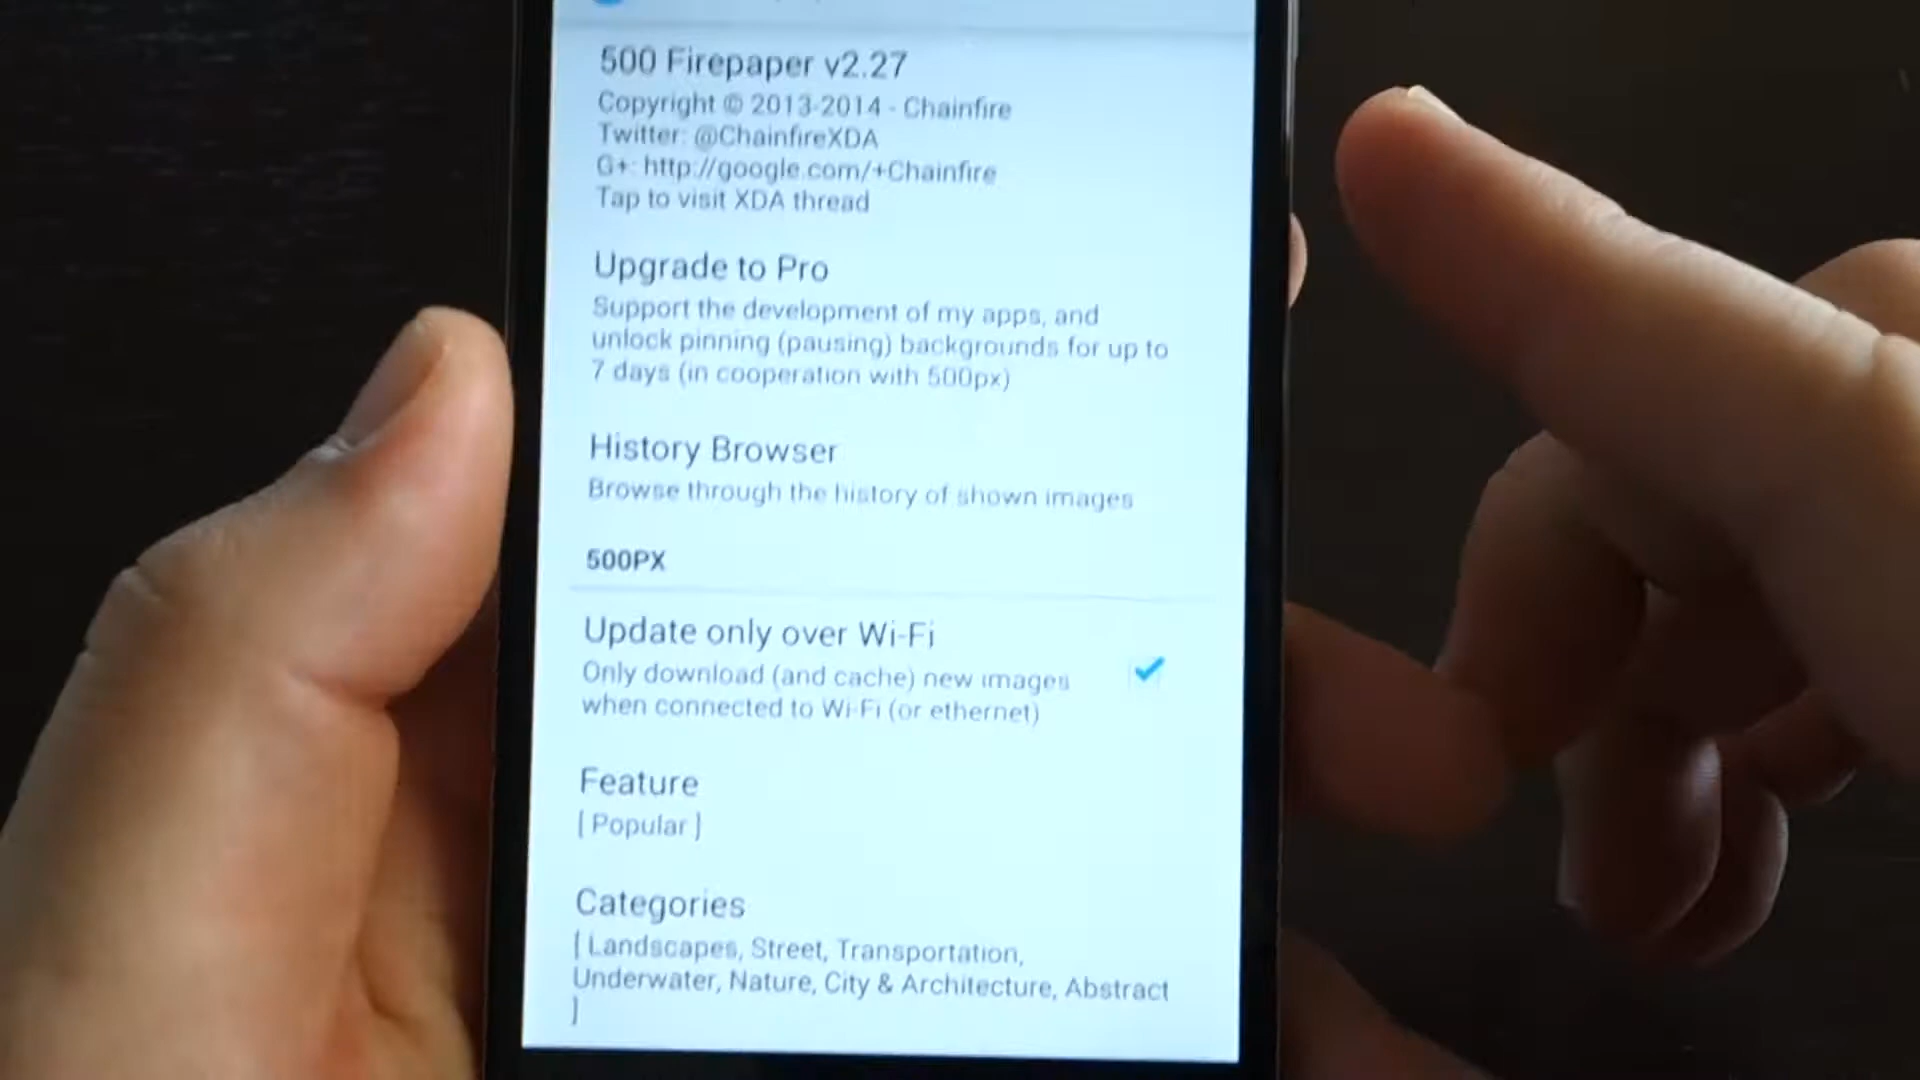 500 Firepaper v2.27
Copyright © 2013-2014 - Chainfire
Twitter: @ChainfireXDA
G+: http://google.com/+Chainfire
Tap to visit XDA thread
Upgrade to Pro
Support the development of my apps, and
unlock pinning (pausing) backgrounds for up to
7 days (in cooperation with 500px)
History Browser
Browse through the history of shown images
500PX
Update only over Wi-Fi
Only download (and cache) new images
when connected to Wi-Fi (or ethernet)
Feature
[ Popular ]
Categories
[ Landscapes, Street, Transportation,
Underwater, Nature, City & Architecture, Abstract
]